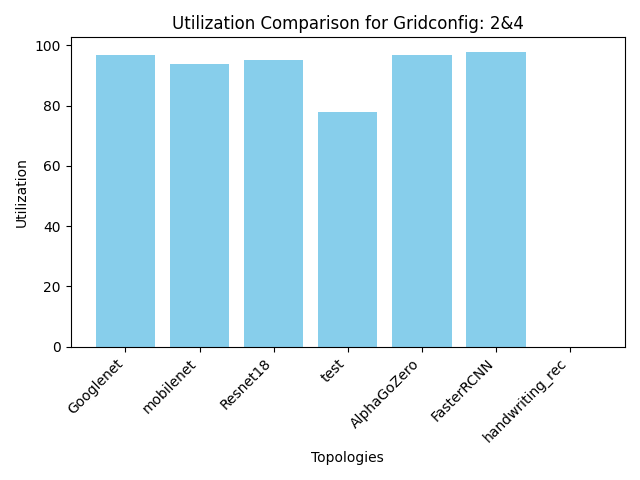 Utilization Comparison for Gridconfig: 2&4
Utilization
100
80
60
40
20
0
Googlenet
mobilenet
Resnet18
test
AlphaGoZero
FasterRCNN
handwriting_rec
Topologies